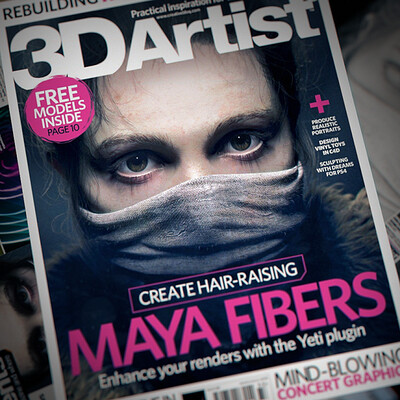 REBUILDING
Practical inspiration for
3DArtist
FREE
MODELS
INSIDE
PAGE 10
+
PRODUCE
REALISTIC
PORTRAITS
DESIGN
VINYL TOYS
IN C4D
SCULPTING
WITH DREAMS
FOR PS4
CREATE HAIR-RAISING
MAYA FIBERS
Enhance your renders with the Yeti plugin
MIND-BLOWING
CONCERT GRAPHIC